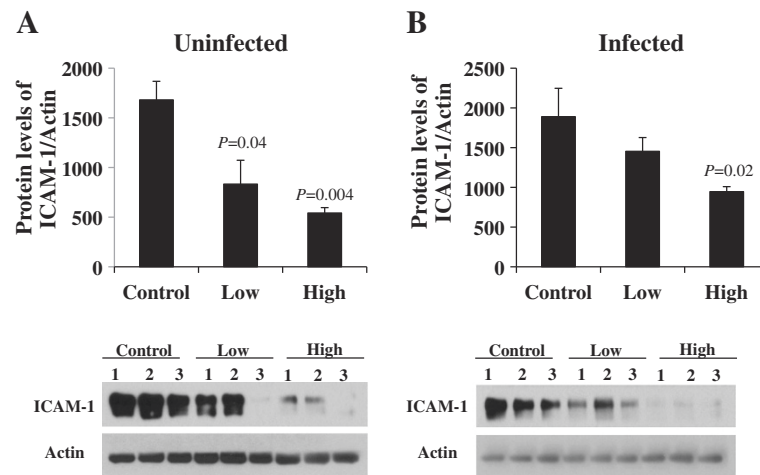 A
Uninfected
Protein levels of
ICAM-1/Actin
2000
1500
1000
500
0
P=0.04
P=0.004
Control Low High
Control Low High
1 2 3 1 2 3 1 2 3
ICAM-1
Actin
B
Infected
Protein levels of
ICAM-1/Actin
2500
2000
1500
1000
500
0
P=0.02
Control Low High
Control Low High
1 2 3 1 2 3 1 2 3
ICAM-1
Actin